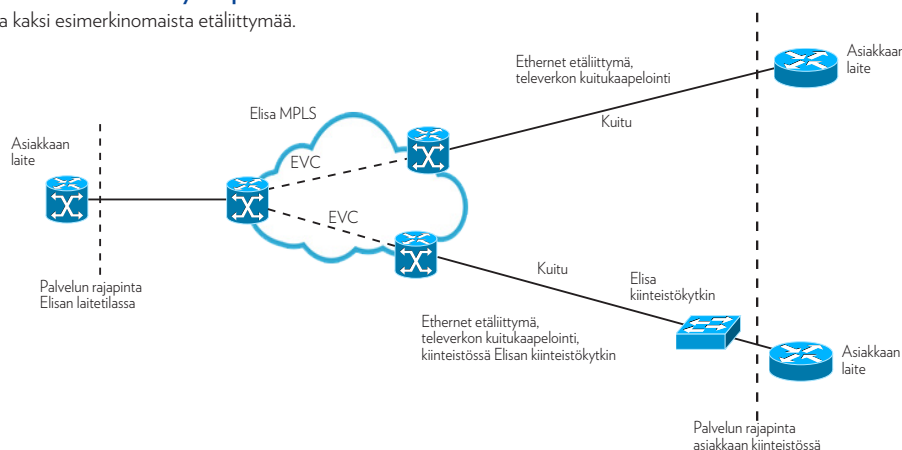 a kaksi esimerkinomaista etäliittymää.
Asiakkaan
laite
Ethernet etäliittymä,
televerkon kuitukaapelointi
Kuitu
Elisa MPLS
EVC
Asiakkaan
laite
EVC
Palvelun rajapinta
Elisan laitetilassa
Kuitu
Elisa
kiinteistökytkin
Ethernet etäliittymä,
televerkon kuitukaapelointi,
kiinteistössä Elisan kiinteistökytkin
Asiakkaan
laite
Palvelun rajapinta
asiakkaan kiinteistössä